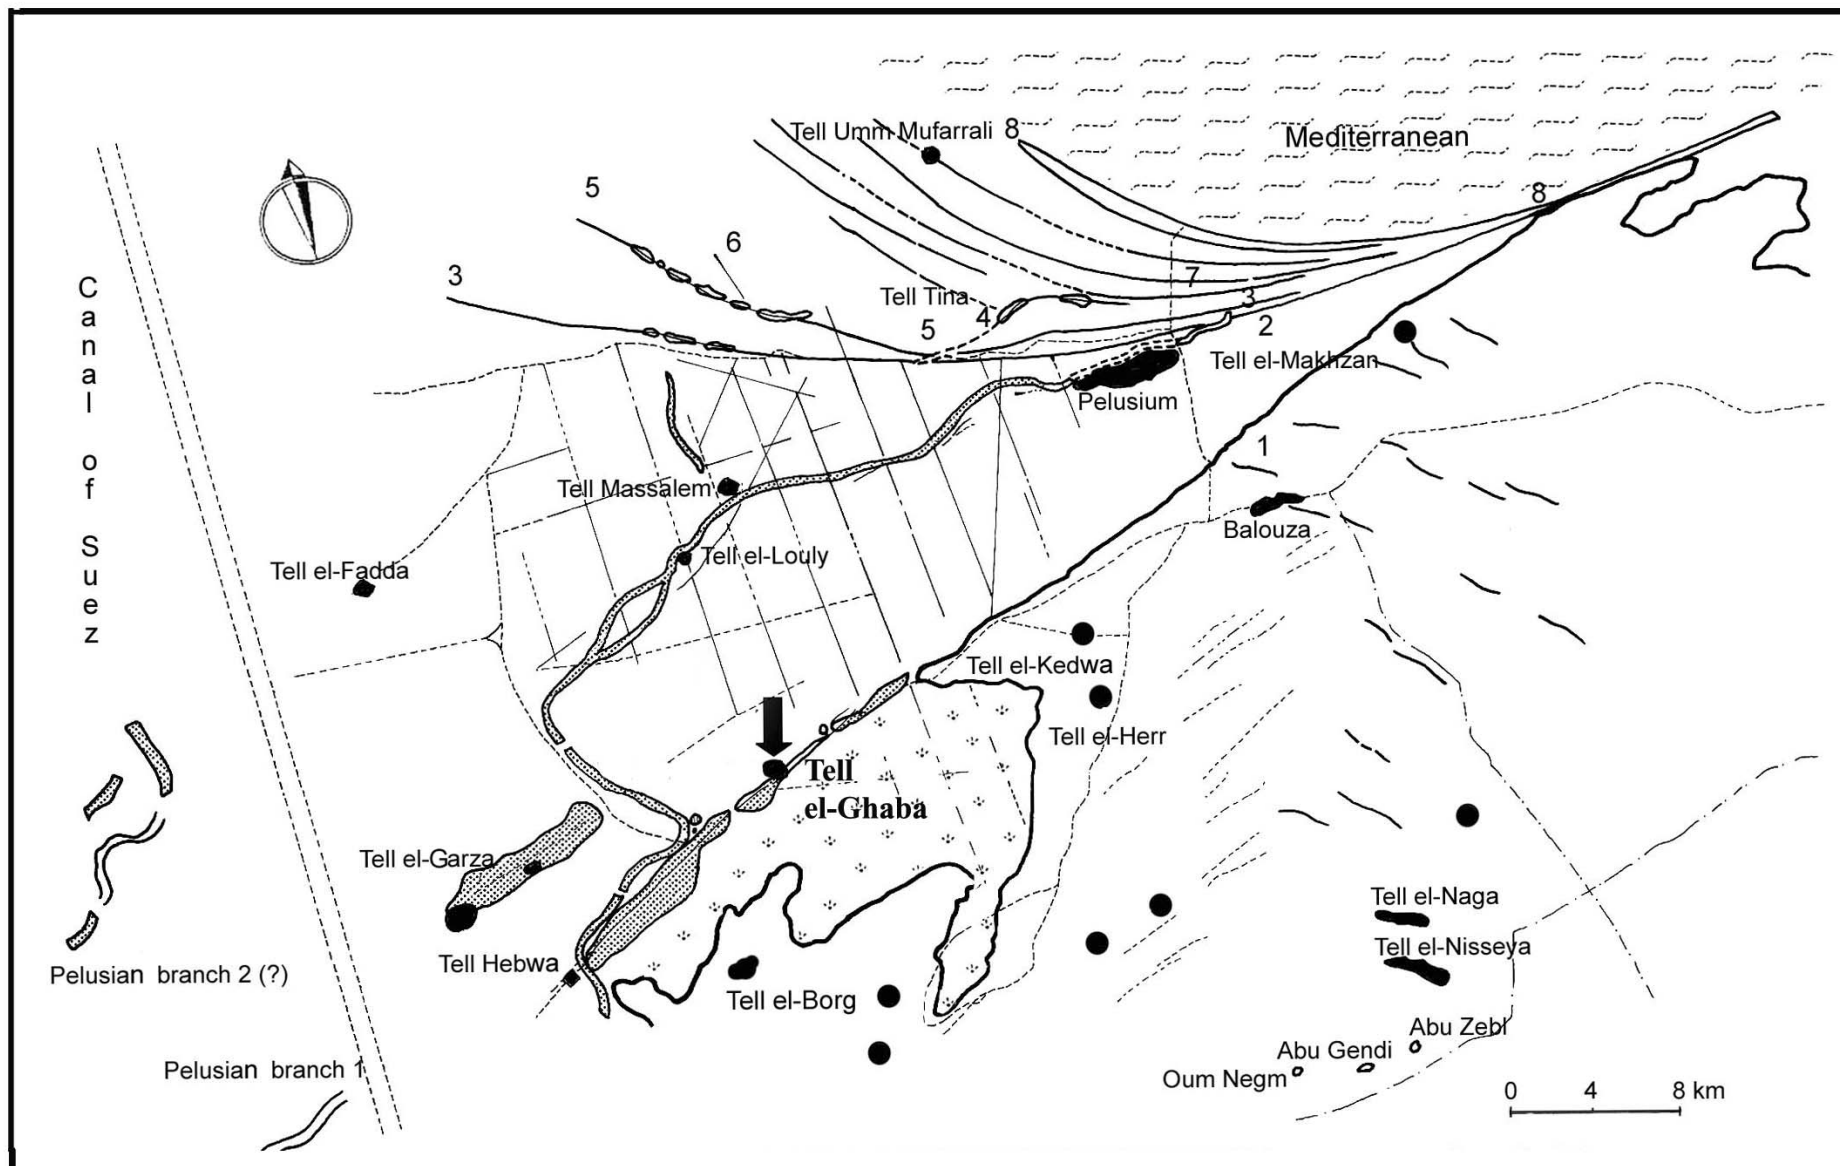 Mediterranean
Tell Umm Mufarrali 8
8
5
6
3
7
Tell Tina
3
4
5
2
Tell el-Makhzan
Pelusium
Canal of Suez
1
Tell Massalem
Balouza
Tell el-Louly
Tell el-Fadda
Tell el-Kedwa
Tell el-Herr
Tell
el-Ghaba
Tell el-Garza
Tell el-Naga
Tell el-Nisseya
Tell Hebwa
Pelusian branch 2 (?)
Tell el-Borg
Abu Zebl
Abu Gendi
Oum Negm
Pelusian branch 1
0 4 8 km